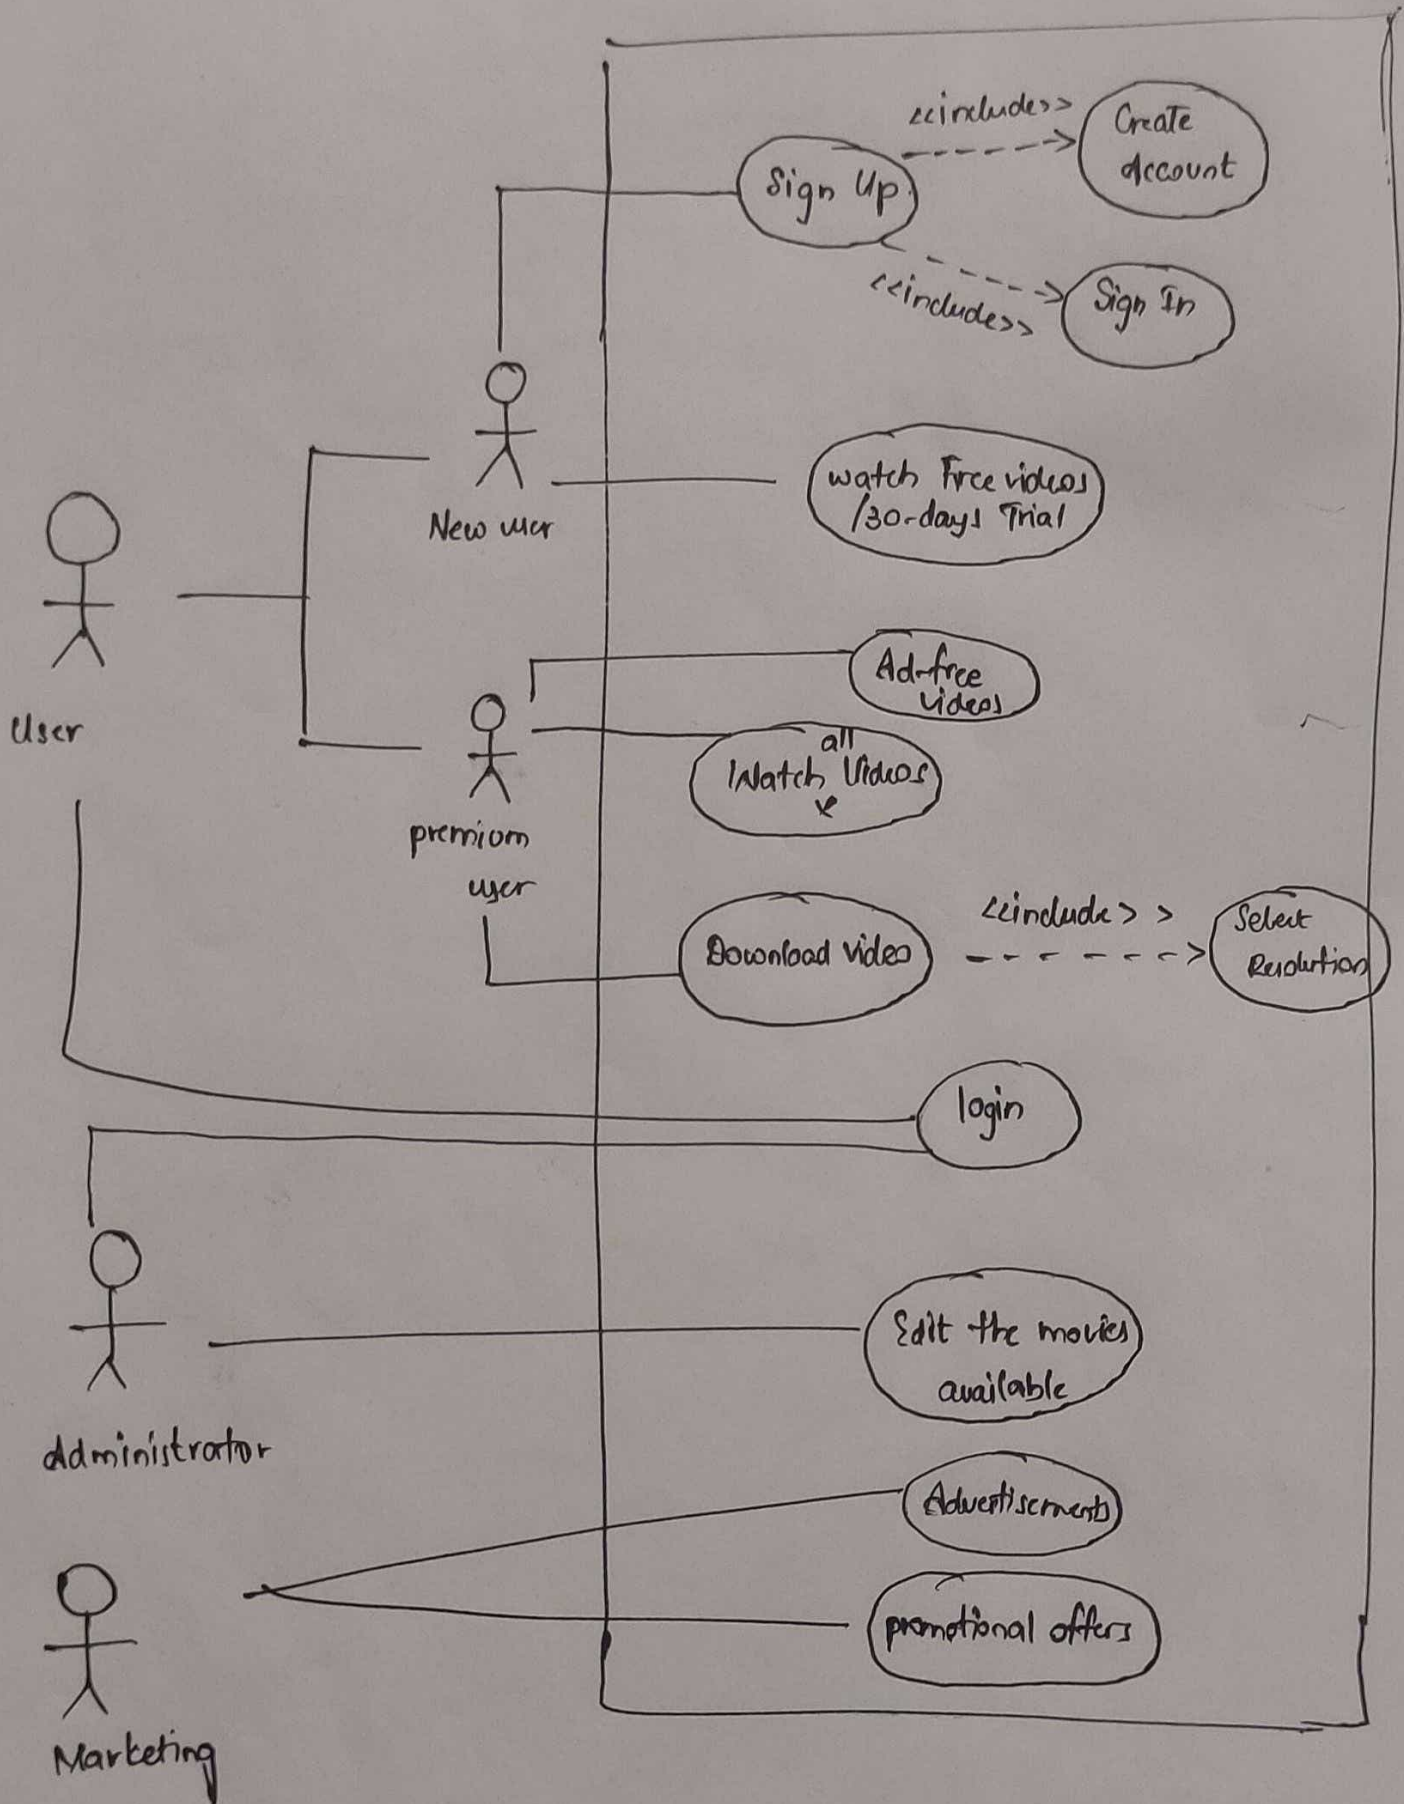 <<include>>
Create
Account
Sign Up
<<include>>
Sign In
watch Free videos
/30-days Trial
New user
Ad-free
videos
User
all
Watch Videos
premium
user
<<include>>
Select
Resolution
Download video
login
Edit the movies
available
Administrator
Advertisements
promotional offers
Marketing